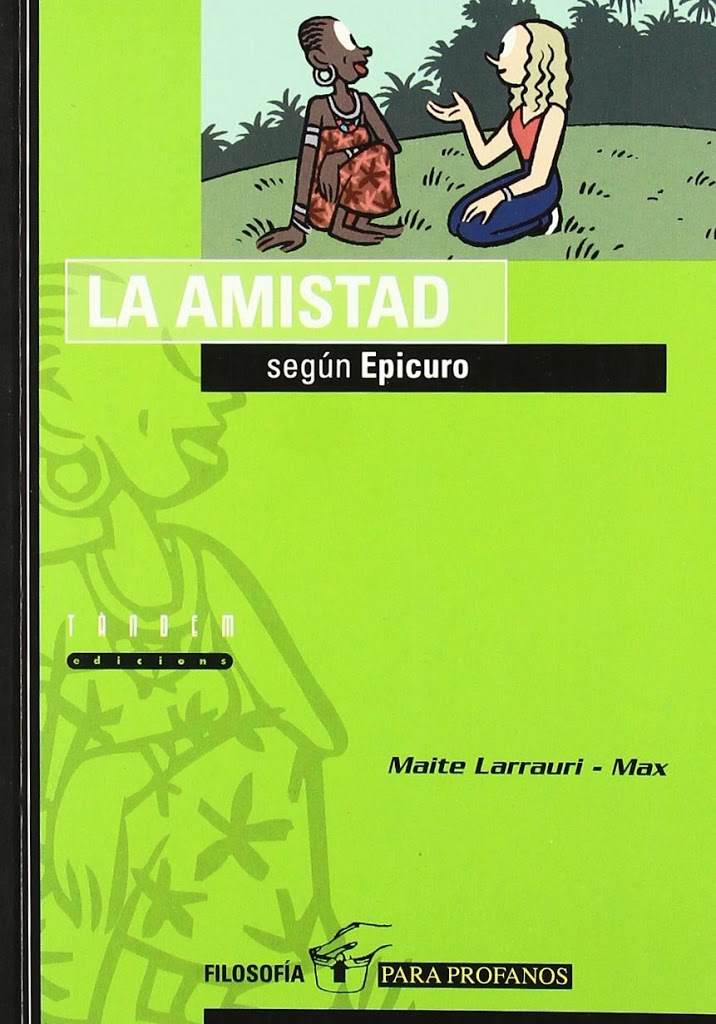 LA AMISTAD
según Epicuro
TÀNDEM
edicions
Maite Larrauri - Max
FILOSOFÍA PARA PROFANOS